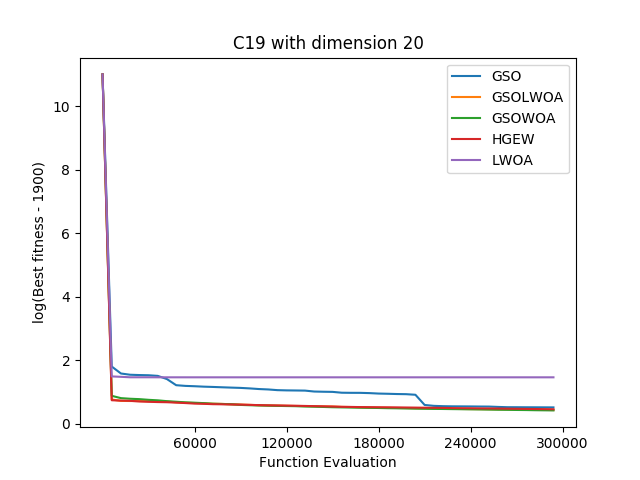 C19 with dimension 20
log(Best fitness - 1900)
10
8
6
4
2
0
GSO
GSOLWOA
GSOWOA
HGEW
LWOA
60000 120000 180000 240000 300000
Function Evaluation